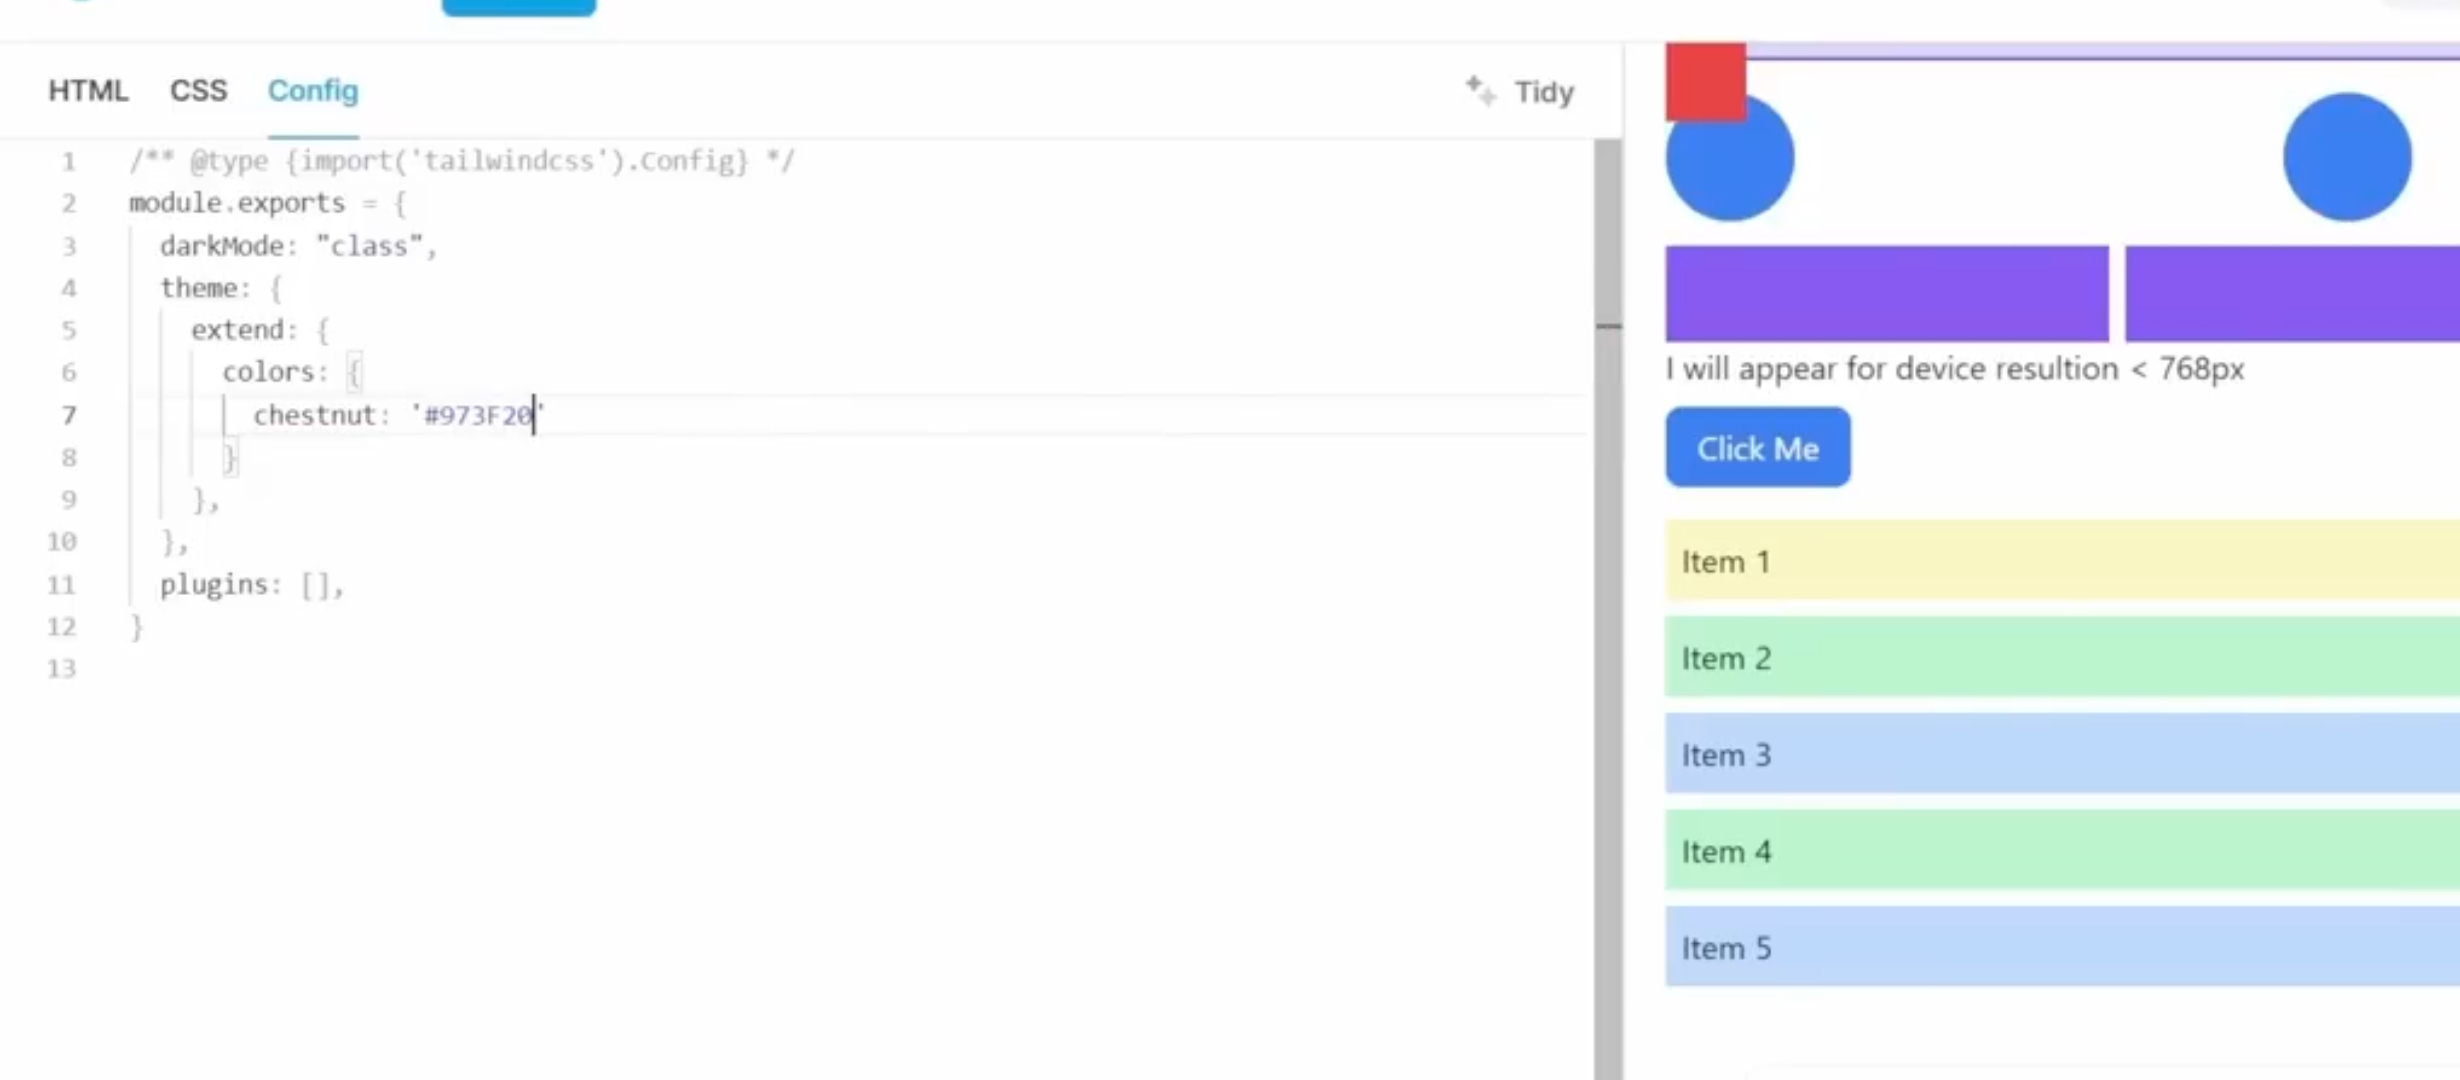 HTML CSS Config
Tidy
1 /** @type {import('tailwindcss').Config} */
2 module.exports = {
3 darkMode: "class",
4 theme: {
5 extend: {
6 colors: {
7 chestnut: '#973F20'
8 }
9 },
10 },
11 plugins: [],
12 }
13
I will appear for device resultion < 768px
Click Me
Item 1
Item 2
Item 3
Item 4
Item 5